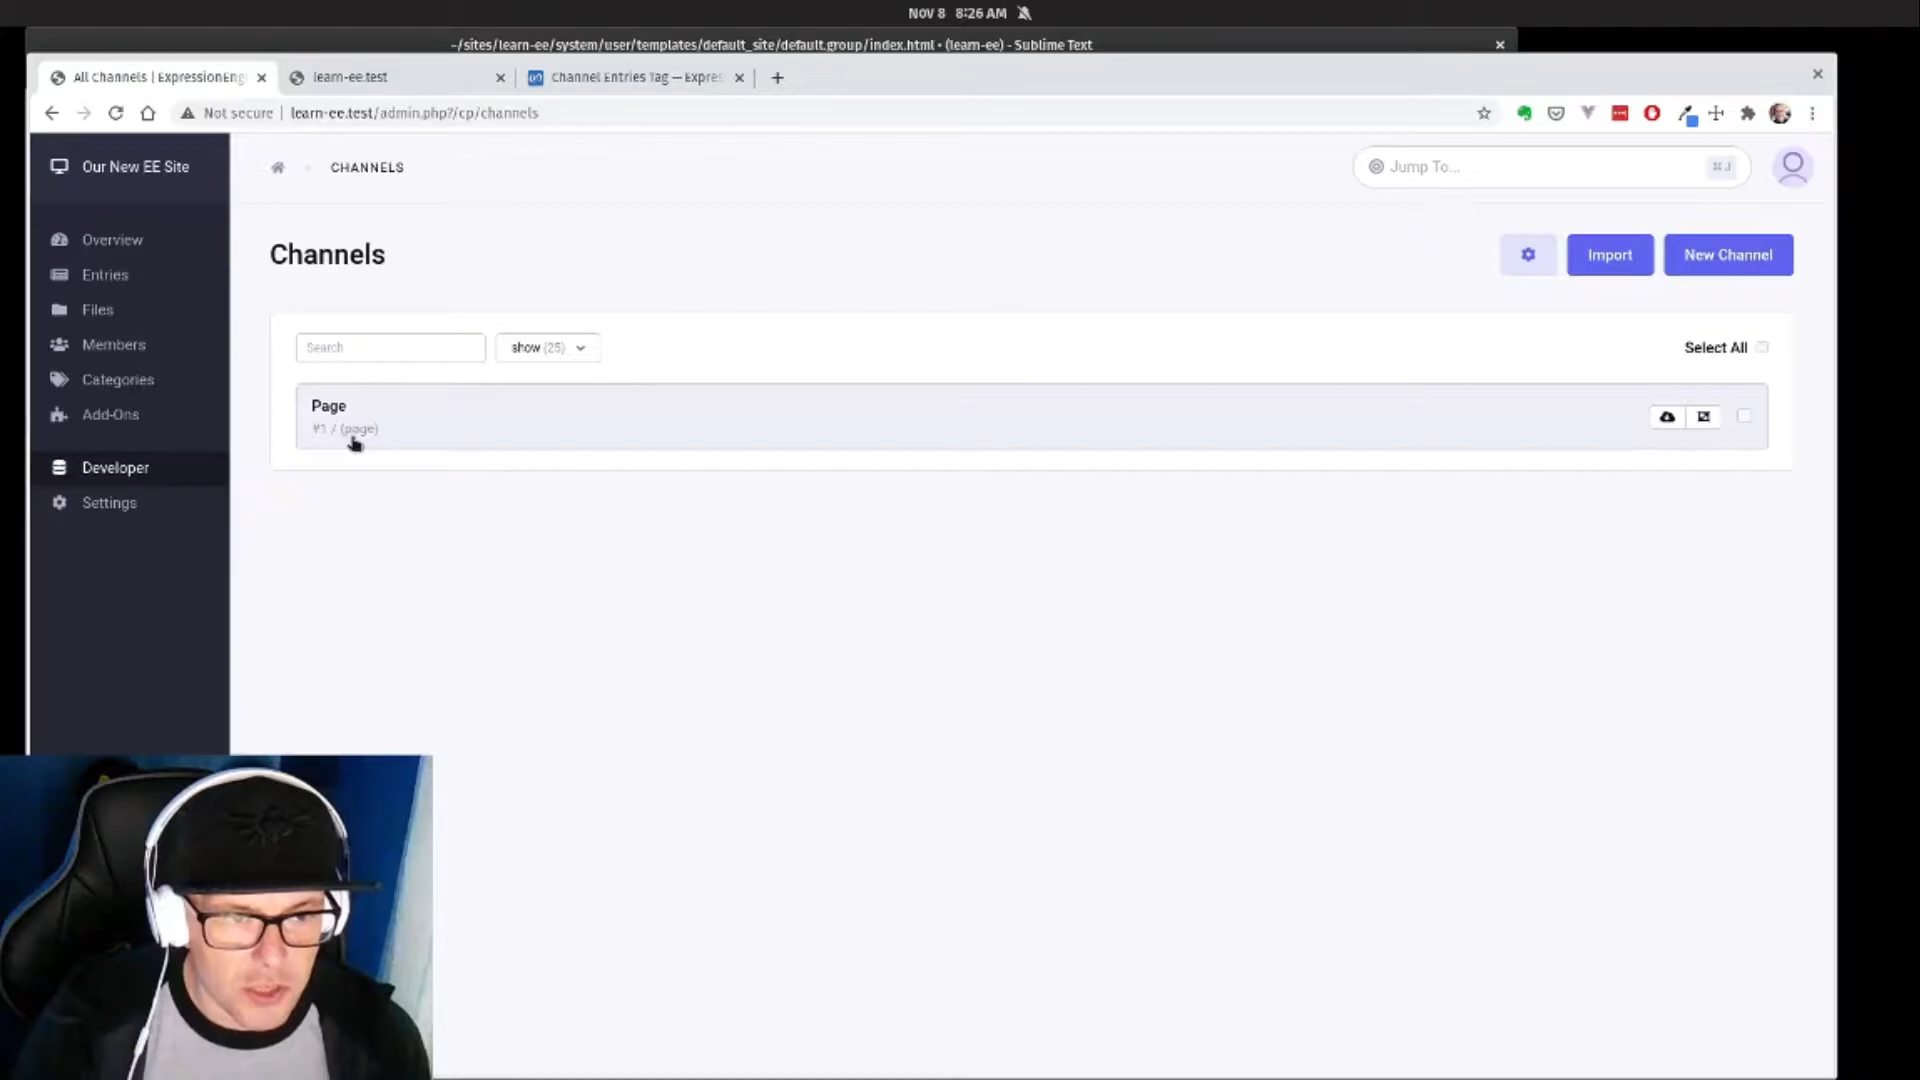 NOV 8 8:26 AM
~/sites/learn-ee/system/user/templates/default_site/default.group/index.html • (learn-ee) - Sublime Text
All Channels | ExpressionEng
learn-ee.test
Channel Entries Tag — Expres
Not secure | learn-ee.test/admin.php?/cp/channels
Our New EE Site
CHANNELS
Jump To...
⌘J
Overview
Entries
Files
Members
Categories
Add-Ons
Developer
Settings
Channels
Import
New Channel
Search
show (25)
Select All
Page
#1 / (page)